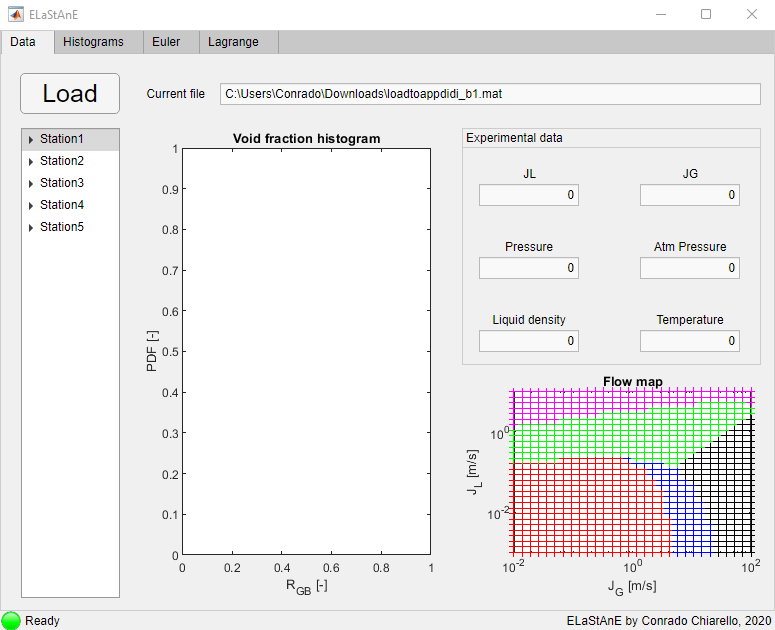 ELaStAnE
Data Histograms Euler Lagrange
Load
Current file C:\Users\Conrado\Downloads\loadtoappdidi_b1.mat
Station1
Station2
Station3
Station4
Station5
Void fraction histogram
1
0.9
0.8
0.7
0.6
0.5
0.4
0.3
0.2
0.1
0
PDF [-]
0 0.2 0.4 0.6 0.8 1
R_GB [-]
Experimental data
JL JG
0 0
Pressure Atm Pressure
0 0
Liquid density Temperature
0 0
Flow map
10^0
10^-2
J_L [m/s]
10^-2 10^0 10^2
J_G [m/s]
Ready
ELaStAnE by Conrado Chiarello, 2020